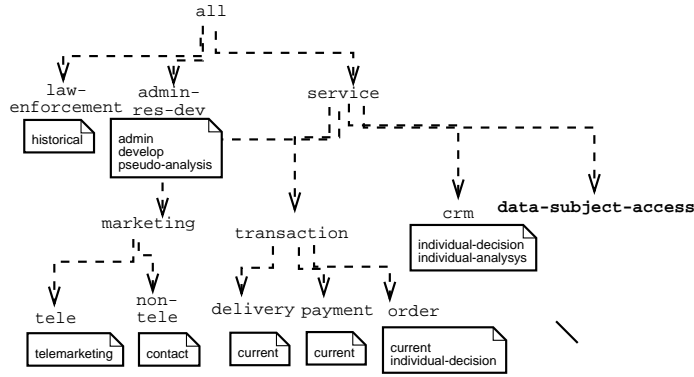 all
law-
enforcement
admin-
res-dev
service
historical
admin
develop
pseudo-analysis
marketing
transaction
crm
data-subject-access
individual-decision
individual-analysys
tele
non-
tele
delivery
payment
order
telemarketing
contact
current
current
current
individual-decision